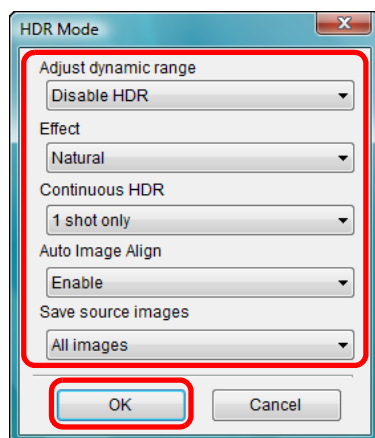 HDR Mode
Adjust dynamic range
Disable HDR
Effect
Natural
Continuous HDR
1 shot only
Auto Image Align
Enable
Save source images
All images
OK Cancel